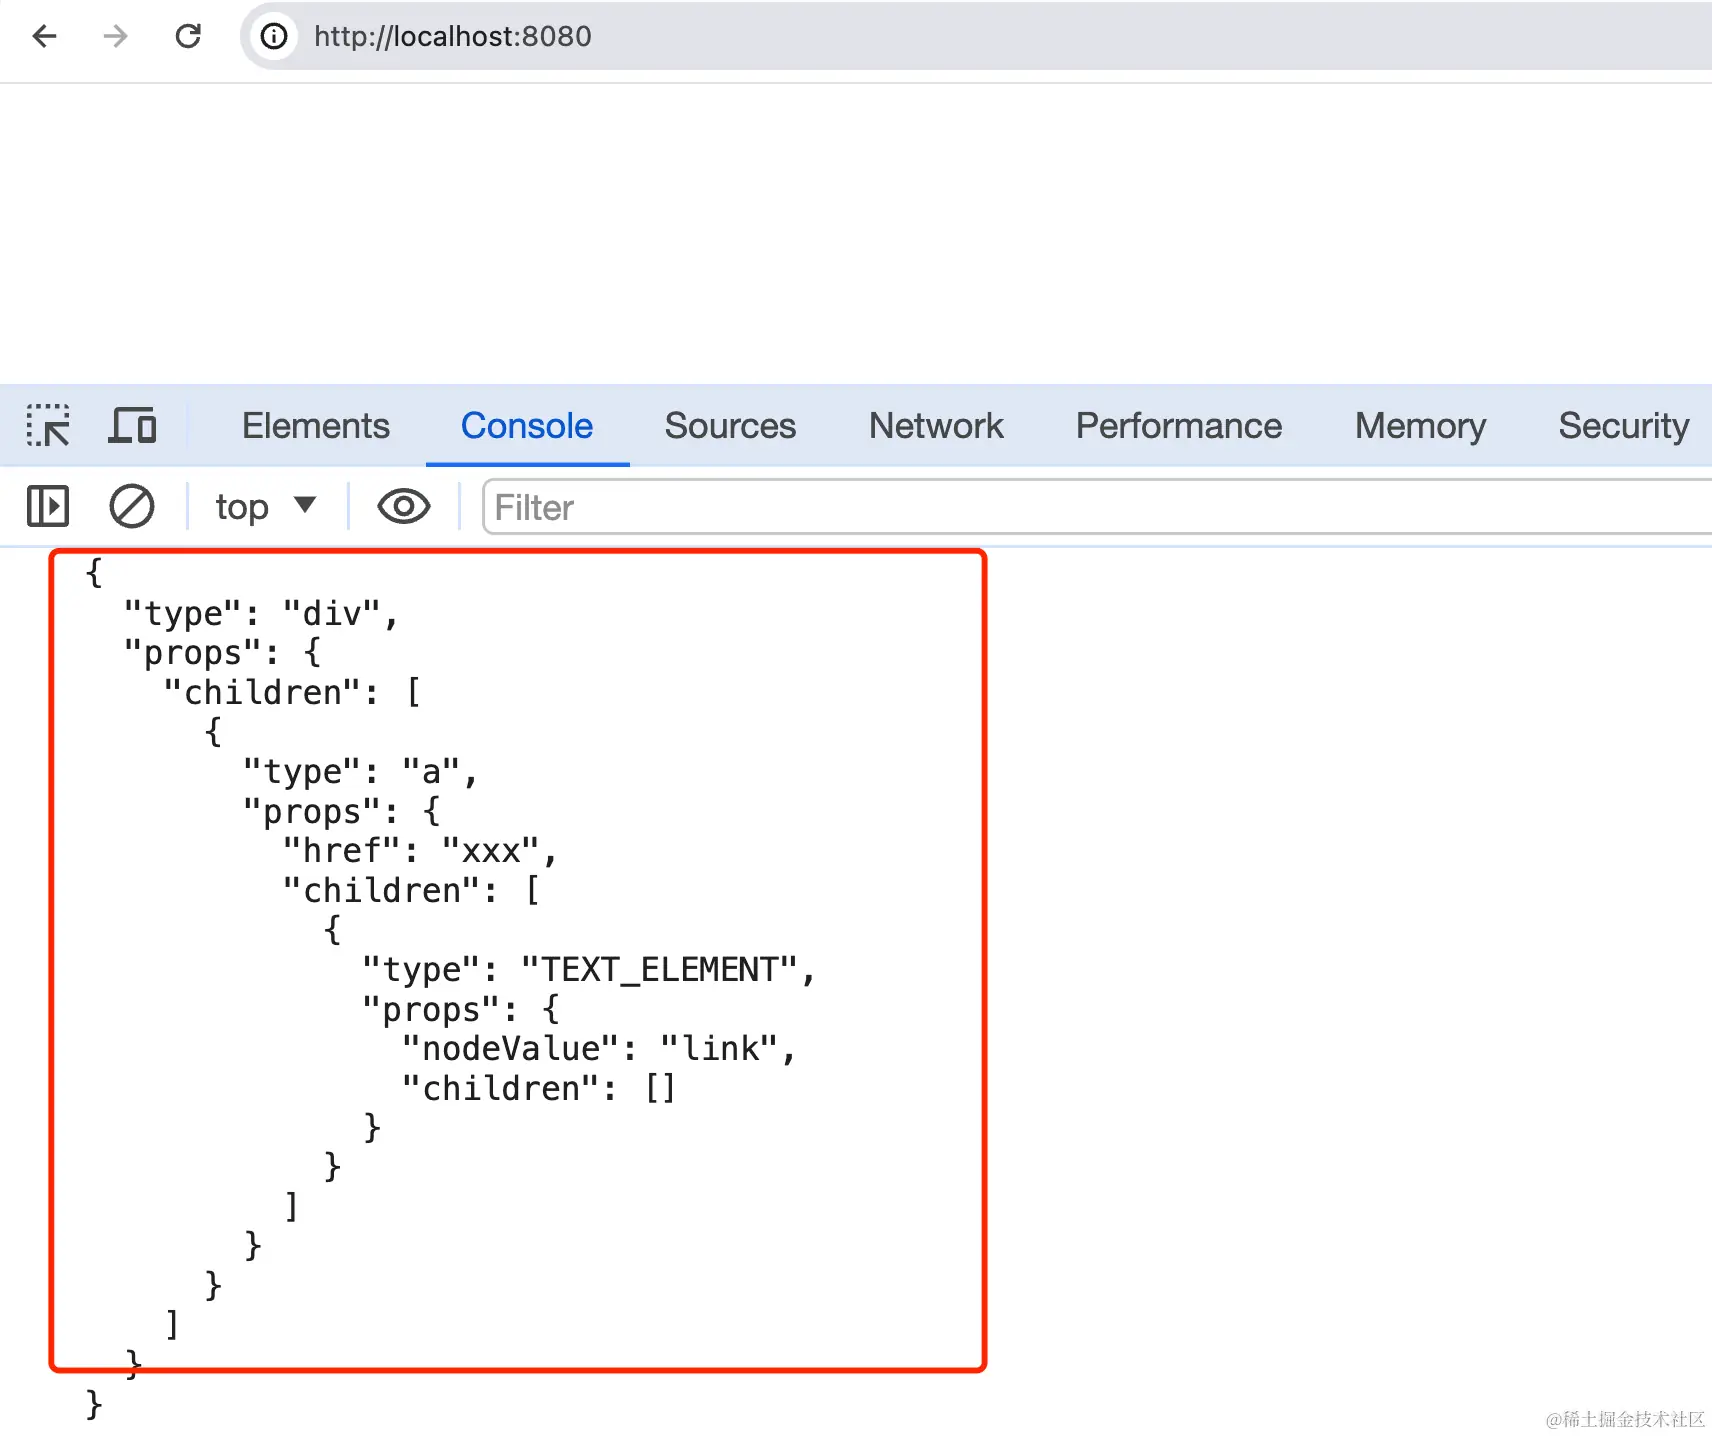 http://localhost:8080
Elements Console Sources Network Performance Memory Security
top Filter
{
  "type": "div",
  "props": {
    "children": [
      {
        "type": "a",
        "props": {
          "href": "xxx",
          "children": [
            {
              "type": "TEXT_ELEMENT",
              "props": {
                "nodeValue": "link",
                "children": []
              }
            }
          ]
        }
      }
    ]
  }
}
@稀土掘金技术社区